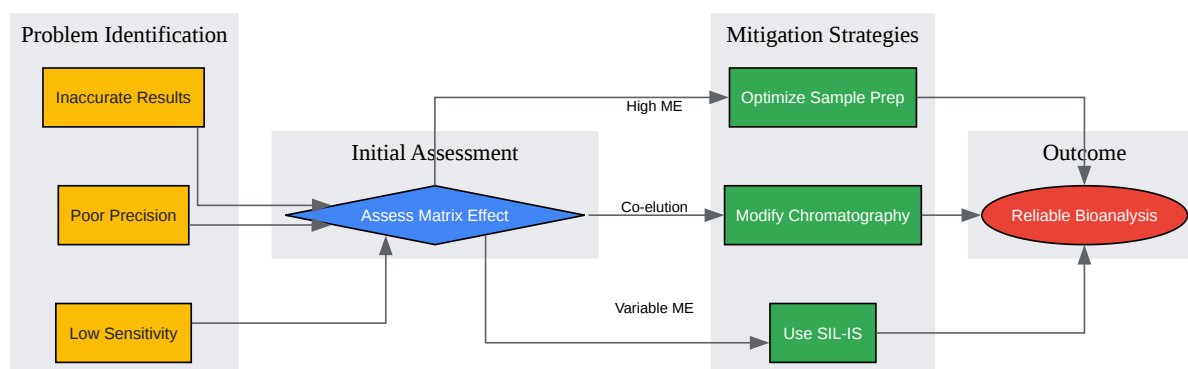 Problem Identification
Inaccurate Results
Poor Precision
Low Sensitivity
Initial Assessment
Assess Matrix Effect
High ME
Co-elution
Variable ME
Mitigation Strategies
Optimize Sample Prep
Modify Chromatography
Use SIL-IS
Outcome
Reliable Bioanalysis